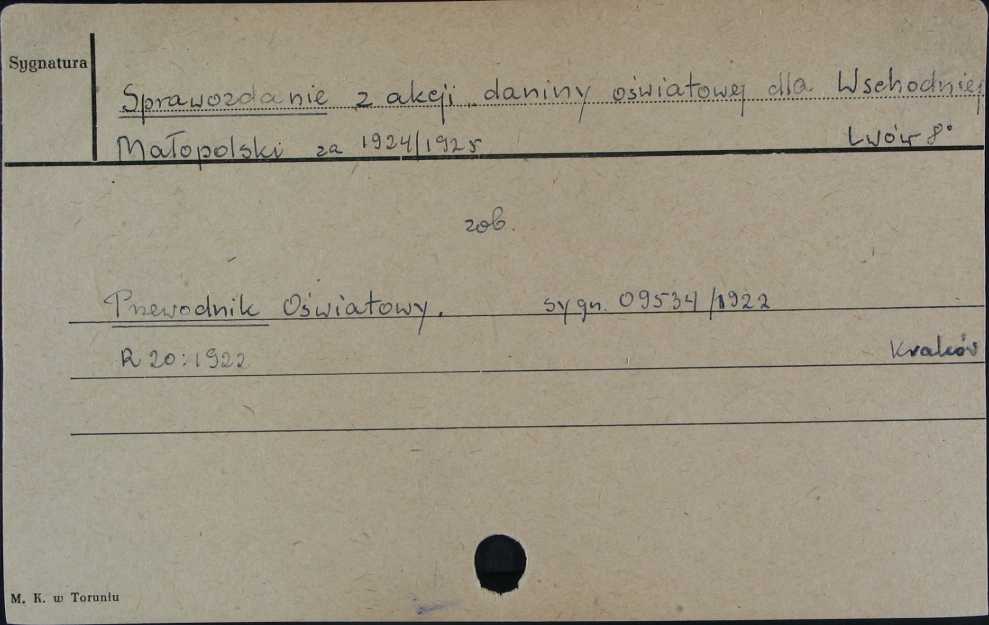 Sygnatura
Sprawozdanie z akcji daniny oświatowej dla Wschodniej
Małopolski za 1924/1925 Lwów 8°
zob.
Przewodnik Oświatowy. sygn. 09534/1922
R 20:1922 Kraków
M. K. w Toruniu